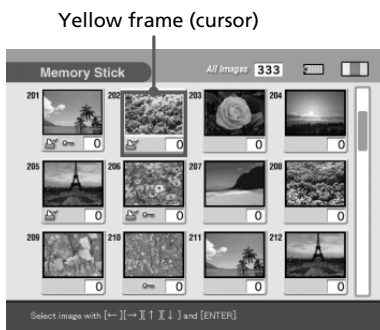 Yellow frame (cursor)
Memory Stick
All Images 333
201 202 203 204
0 0 0 0
205 206 207 208
0 0 0 0
209 210 211 212
0 0 0 0
Select image with [←][→][↑][↓] and [ENTER]